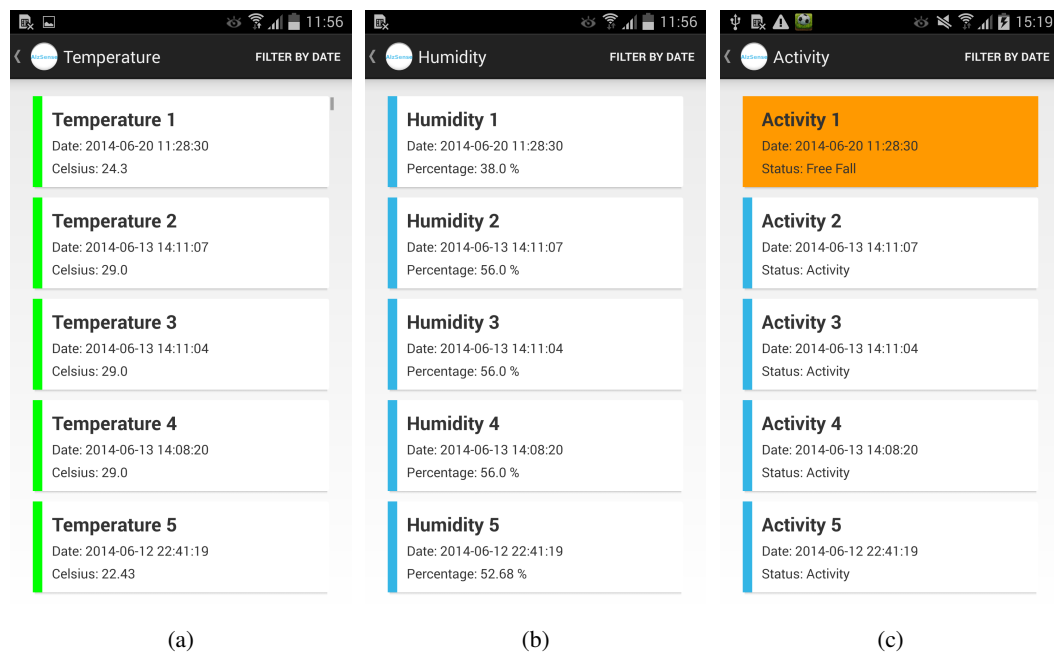 11:56
AlzSense
Temperature
FILTER BY DATE
Temperature 1
Date: 2014-06-20 11:28:30
Celsius: 24.3
Temperature 2
Date: 2014-06-13 14:11:07
Celsius: 29.0
Temperature 3
Date: 2014-06-13 14:11:04
Celsius: 29.0
Temperature 4
Date: 2014-06-13 14:08:20
Celsius: 29.0
Temperature 5
Date: 2014-06-12 22:41:19
Celsius: 22.43
(a)
11:56
AlzSense
Humidity
FILTER BY DATE
Humidity 1
Date: 2014-06-20 11:28:30
Percentage: 38.0 %
Humidity 2
Date: 2014-06-13 14:11:07
Percentage: 56.0 %
Humidity 3
Date: 2014-06-13 14:11:04
Percentage: 56.0 %
Humidity 4
Date: 2014-06-13 14:08:20
Percentage: 56.0 %
Humidity 5
Date: 2014-06-12 22:41:19
Percentage: 52.68 %
(b)
15:19
AlzSense
Activity
FILTER BY DATE
Activity 1
Date: 2014-06-20 11:28:30
Status: Free Fall
Activity 2
Date: 2014-06-13 14:11:07
Status: Activity
Activity 3
Date: 2014-06-13 14:11:04
Status: Activity
Activity 4
Date: 2014-06-13 14:08:20
Status: Activity
Activity 5
Date: 2014-06-12 22:41:19
Status: Activity
(c)